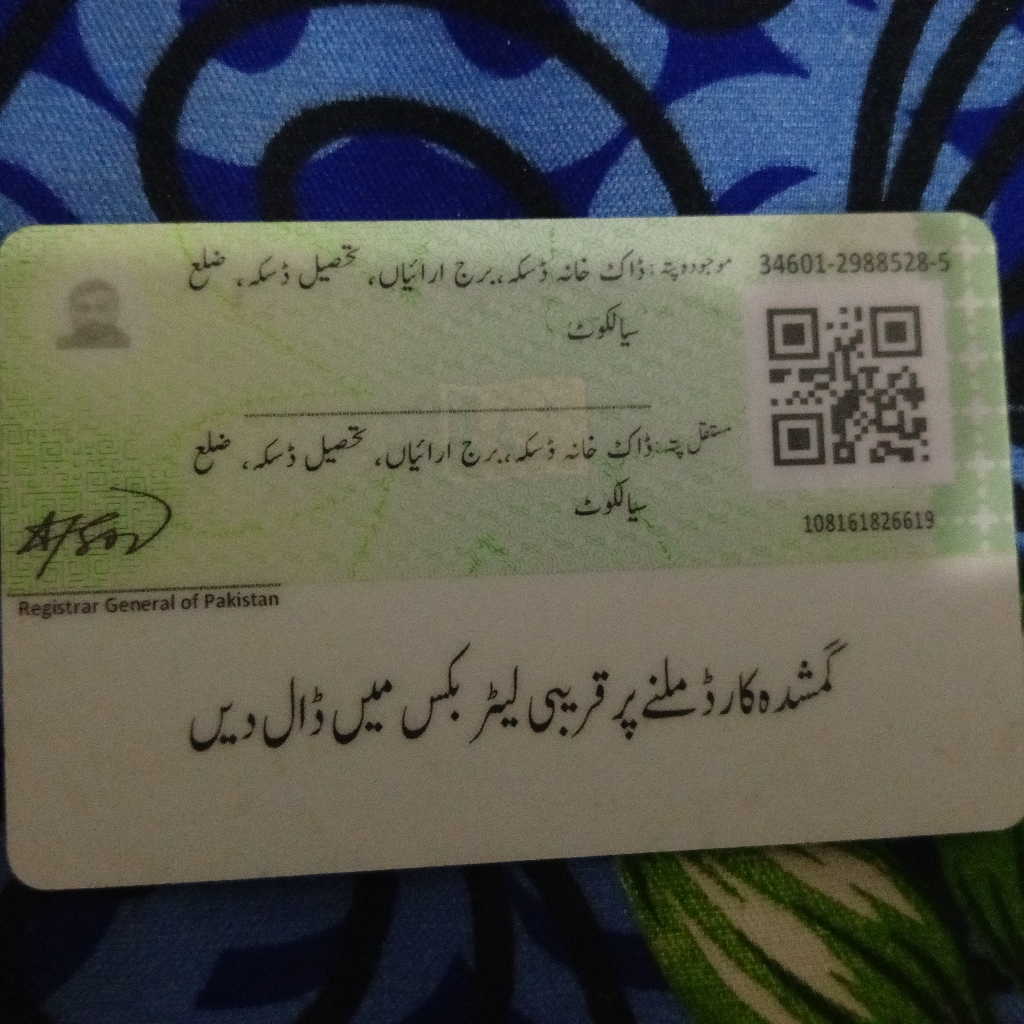 موجودہ پتہ: ڈاک خانہ ڈسکہ، برج ارائیاں، تحصیل ڈسکہ، ضلع
سیالکوٹ
34601-2988528-5
مستقل پتہ: ڈاک خانہ ڈسکہ، برج ارائیاں، تحصیل ڈسکہ، ضلع
سیالکوٹ
108161826619
Registrar General of Pakistan
گمشدہ کارڈ ملنے پر قریبی لیٹر بکس میں ڈال دیں